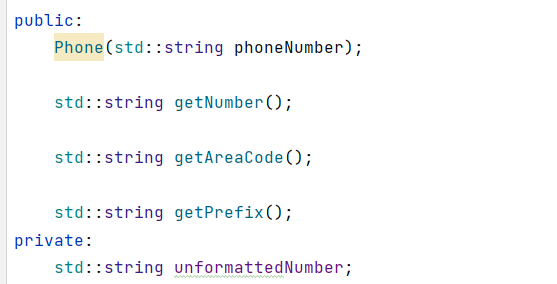 public:
    Phone(std::string phoneNumber);
    std::string getNumber();
    std::string getAreaCode();
    std::string getPrefix();
private:
    std::string unformattedNumber;